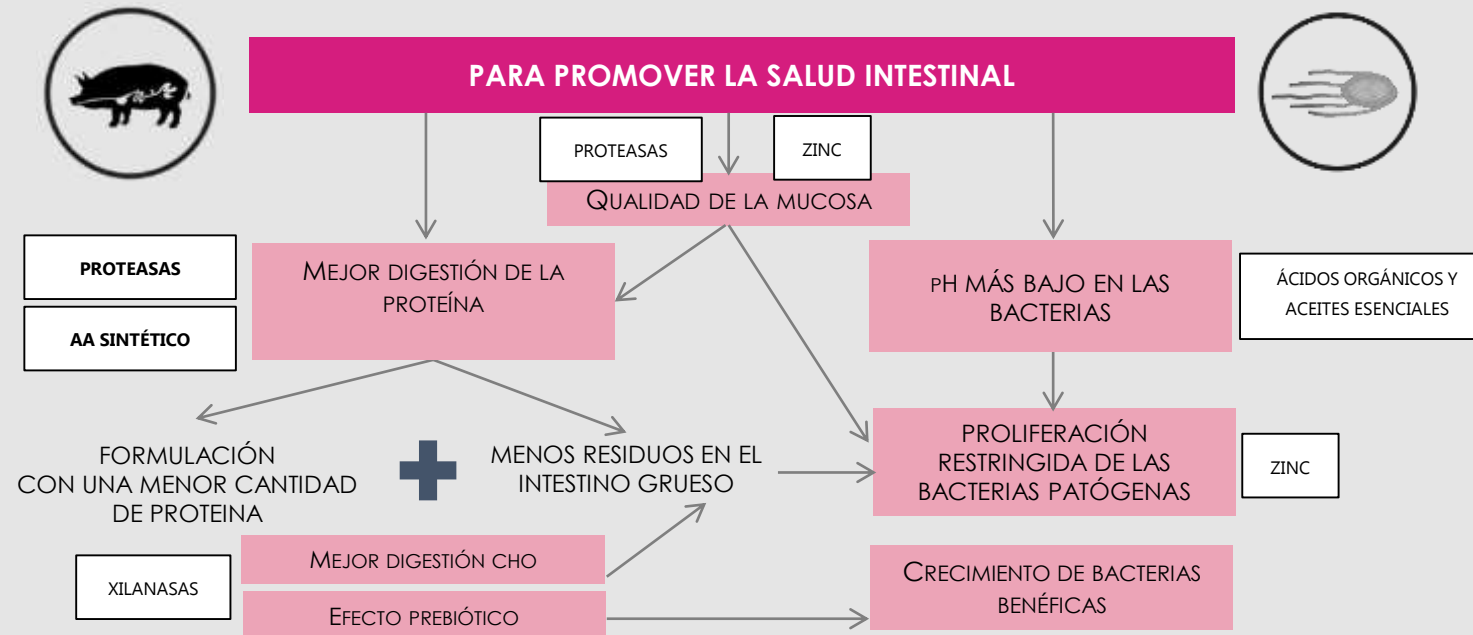 PARA PROMOVER LA SALUD INTESTINAL
PROTEASAS
ZINC
QUALIDAD DE LA MUCOSA
PROTEASAS
AA SINTÉTICO
MEJOR DIGESTIÓN DE LA
PROTEÍNA
PH MÁS BAJO EN LAS
BACTERIAS
ÁCIDOS ORGÁNICOS Y
ACEITES ESENCIALES
FORMULACIÓN
CON UNA MENOR CANTIDAD
DE PROTEINA
MENOS RESIDUOS EN EL
INTESTINO GRUESO
PROLIFERACIÓN
RESTRINGIDA DE LAS
BACTERIAS PATÓGENAS
ZINC
XILANASAS
MEJOR DIGESTIÓN CHO
EFECTO PREBIÓTICO
CRECIMIENTO DE BACTERIAS
BENÉFICAS